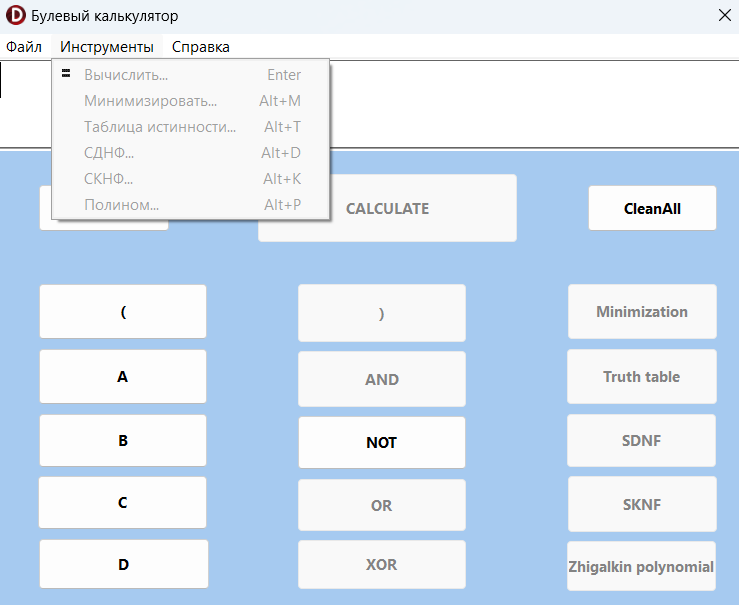 Булевый калькулятор
Файл Инструменты Справка
Вычислить... Enter
Минимизировать... Alt+M
Таблица истинности... Alt+T
СДНФ... Alt+D
СКНФ... Alt+K
Полином... Alt+P
CALCULATE CleanAll
( ) Minimization
A AND Truth table
B NOT SDNF
C OR SKNF
D XOR Zhigalkin polynomial